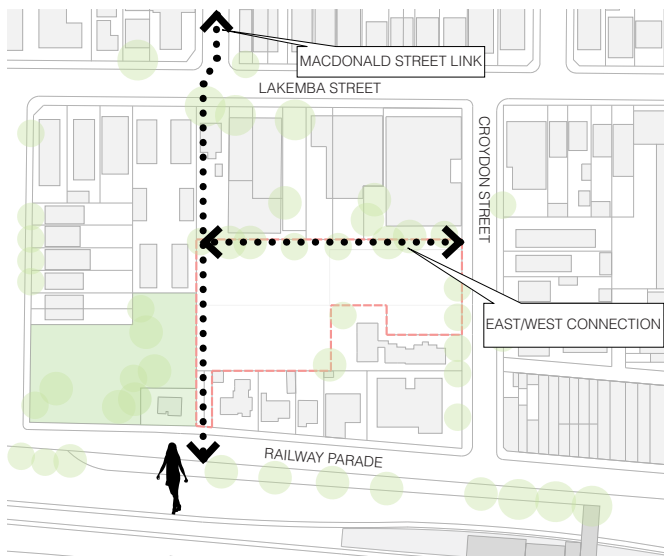 MACDONALD STREET LINK
LAKEMBA STREET
CROYDON STREET
EAST/WEST CONNECTION
RAILWAY PARADE